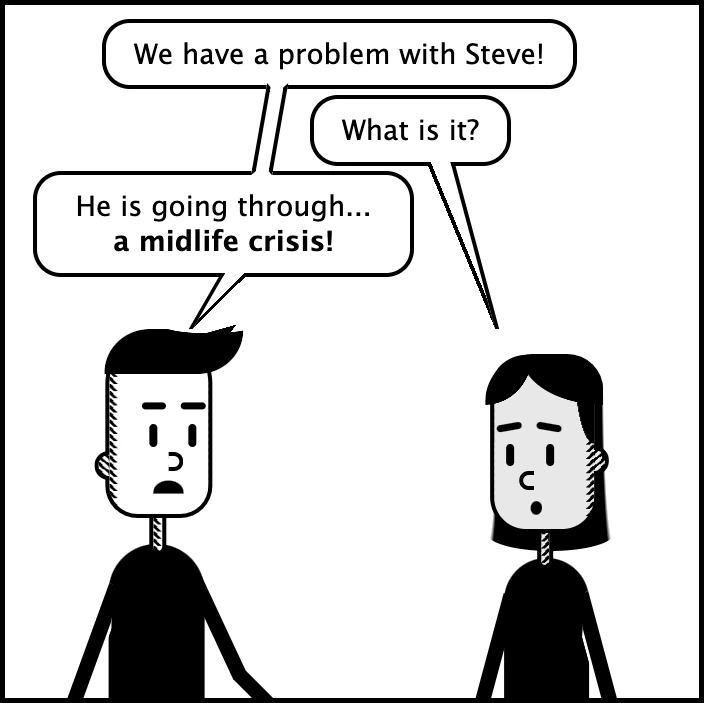 We have a problem with Steve!
What is it?
He is going through...
a midlife crisis!